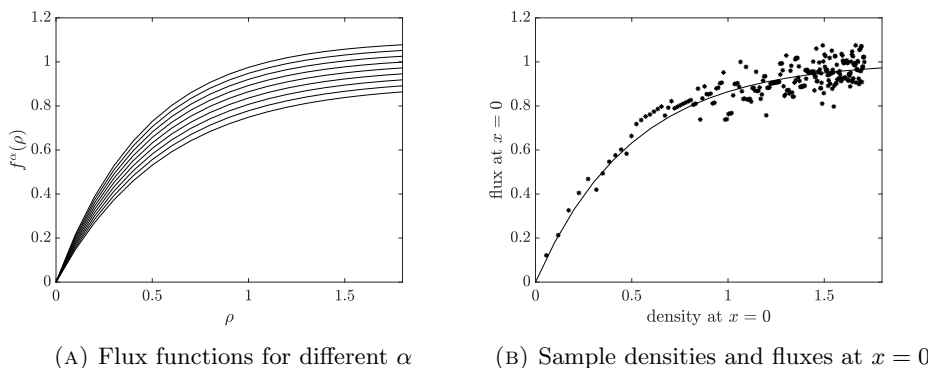 1.2
1
0.8
0.6
0.4
0.2
0
0 0.5 1 1.5
f^α(ρ)
ρ
(A) Flux functions for different α
1.2
1
0.8
0.6
0.4
0.2
0
0 0.5 1 1.5
flux at x = 0
density at x = 0
(B) Sample densities and fluxes at x = 0